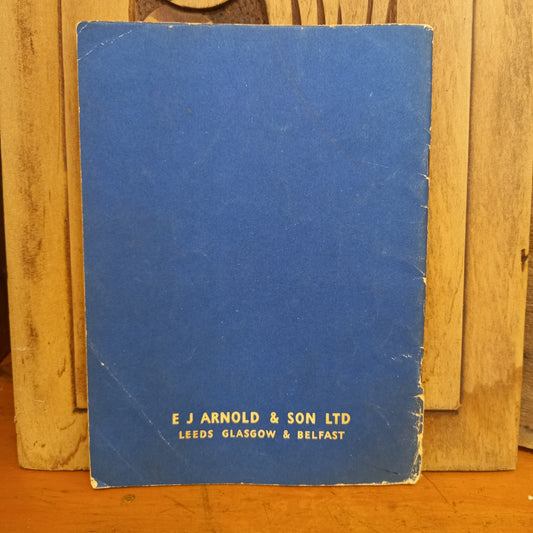 E J ARNOLD & SON LTD
LEEDS GLASGOW & BELFAST